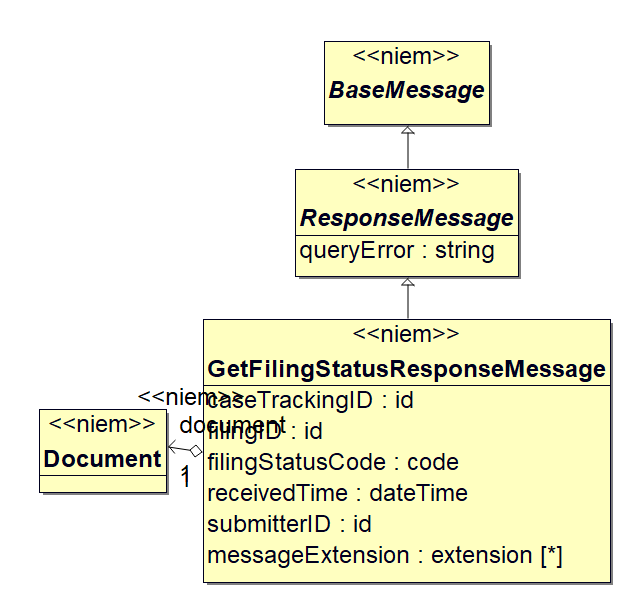 <<niem>>
BaseMessage
<<niem>>
ResponseMessage
queryError : string
<<niem>>
GetFilingStatusResponseMessage
caseTrackingID : id
filingID : id
filingStatusCode : code
receivedTime : dateTime
submitterID : id
messageExtension : extension [*]
<<niem>>
document
1
<<niem>>
Document